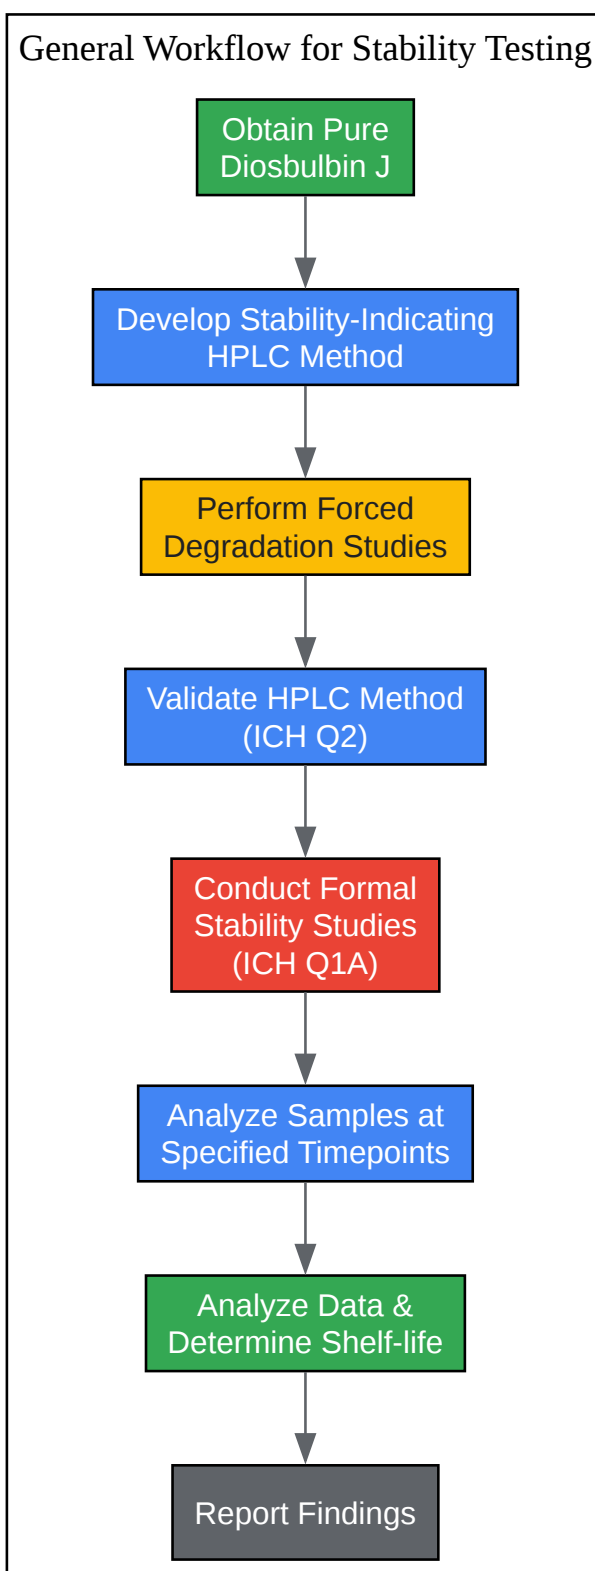 General Workflow for Stability Testing
Obtain Pure
Diosbulbin J
Develop Stability-Indicating
HPLC Method
Perform Forced
Degradation Studies
Validate HPLC Method
(ICH Q2)
Conduct Formal
Stability Studies
(ICH Q1A)
Analyze Samples at
Specified Timepoints
Analyze Data &
Determine Shelf-life
Report Findings